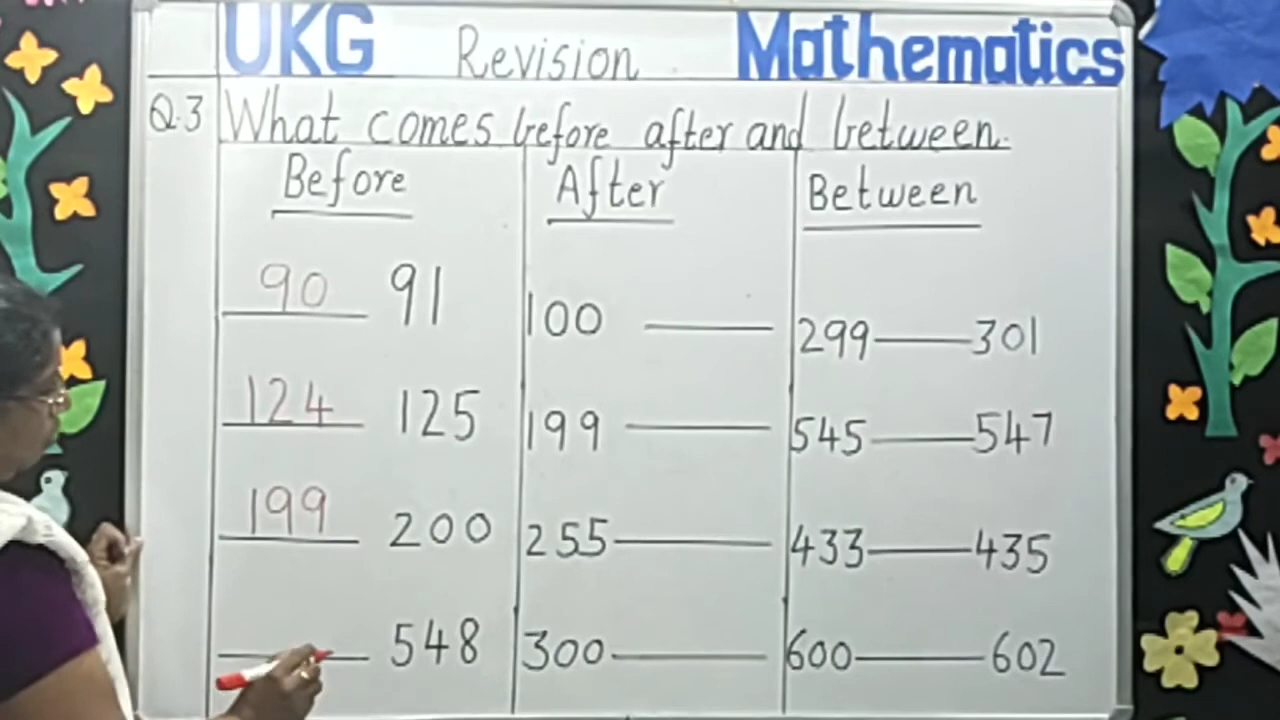 UKG Revision Mathematics
Q.3 What comes before after and between.
Before After Between
90 91 100 299 301
124 125 199 545 547
199 200 255 433 435
548 300 600 602